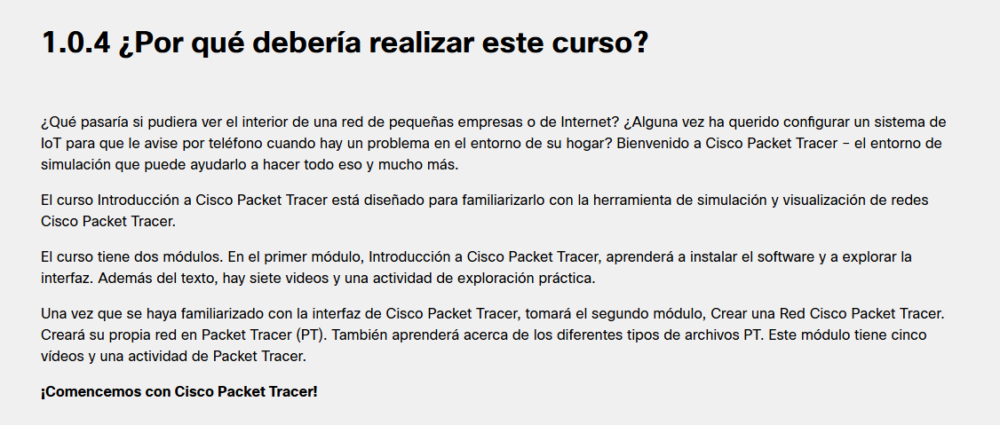 1.0.4 ¿Por qué debería realizar este curso?
¿Qué pasaría si pudiera ver el interior de una red de pequeñas empresas o de Internet? ¿Alguna vez ha querido configurar un sistema de
IoT para que le avise por teléfono cuando hay un problema en el entorno de su hogar? Bienvenido a Cisco Packet Tracer – el entorno de
simulación que puede ayudarlo a hacer todo eso y mucho más.
El curso Introducción a Cisco Packet Tracer está diseñado para familiarizarlo con la herramienta de simulación y visualización de redes
Cisco Packet Tracer.
El curso tiene dos módulos. En el primer módulo, Introducción a Cisco Packet Tracer, aprenderá a instalar el software y a explorar la
interfaz. Además del texto, hay siete videos y una actividad de exploración práctica.
Una vez que se haya familiarizado con la interfaz de Cisco Packet Tracer, tomará el segundo módulo, Crear una Red Cisco Packet Tracer.
Creará su propia red en Packet Tracer (PT). También aprenderá acerca de los diferentes tipos de archivos PT. Este módulo tiene cinco
vídeos y una actividad de Packet Tracer.
¡Comencemos con Cisco Packet Tracer!